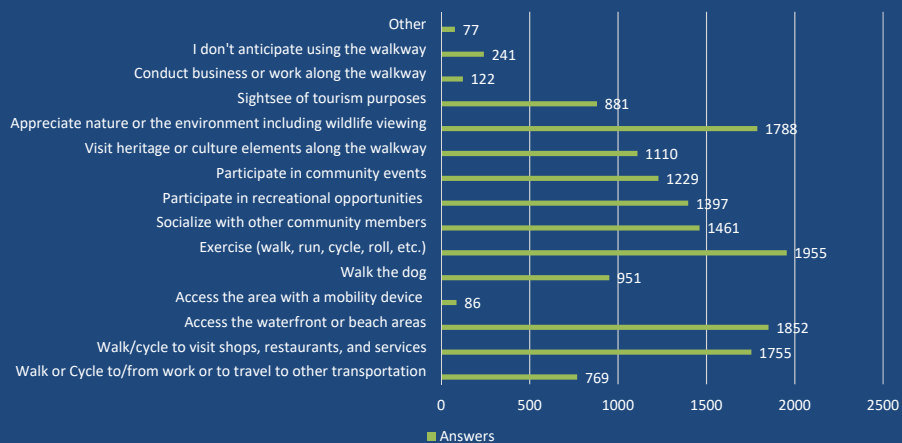 Other 77
I don't anticipate using the walkway 241
Conduct business or work along the walkway 122
Sightsee of tourism purposes 881
Appreciate nature or the environment including wildlife viewing 1788
Visit heritage or culture elements along the walkway 1110
Participate in community events 1229
Participate in recreational opportunities 1397
Socialize with other community members 1461
Exercise (walk, run, cycle, roll, etc.) 1955
Walk the dog 951
Access the area with a mobility device 86
Access the waterfront or beach areas 1852
Walk/cycle to visit shops, restaurants, and services 1755
Walk or Cycle to/from work or to travel to other transportation 769
0 500 1000 1500 2000 2500
Answers